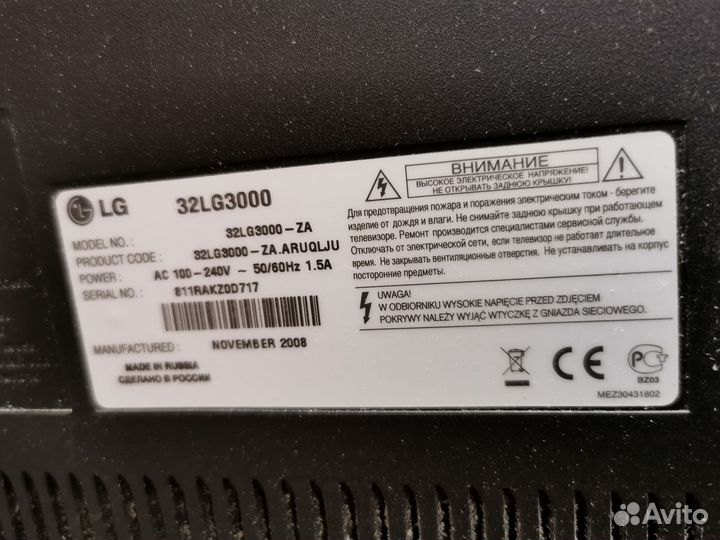 LG 32LG3000
MODEL NO. : 32LG3000-ZA
PRODUCT CODE : 32LG3000-ZA.ARUQLJU
POWER : AC 100-240V ~ 50/60Hz 1.5A
SERIAL NO. : 811RAKZ0D717
MANUFACTURED : NOVEMBER 2008
MADE IN RUSSIA
СДЕЛАНО В РОССИИ
ВНИМАНИЕ
ВЫСОКОЕ ЭЛЕКТРИЧЕСКОЕ НАПРЯЖЕНИЕ!
НЕ ОТКРЫВАТЬ ЗАДНЮЮ КРЫШКУ!
Для предотвращения пожара и поражения электрическим током - берегите
изделие от дождя и влаги. Не снимайте заднюю крышку при работающем
телевизоре. Ремонт производится специалистами сервисной службы.
Отключать от электрической сети, если телевизор не работает длительное
время. Не закрывать вентиляционные отверстия. Не устанавливать на корпус
посторонние предметы.
UWAGA!
W ODBIORNIKU WYSOKIE NAPIĘCIE PRZED ZDJĘCIEM
POKRYWY NALEŻY WYJĄĆ WTYCZKĘ Z GNIAZDA SIECIOWEGO.
CE
BZ03
MEZ30431802
Avito